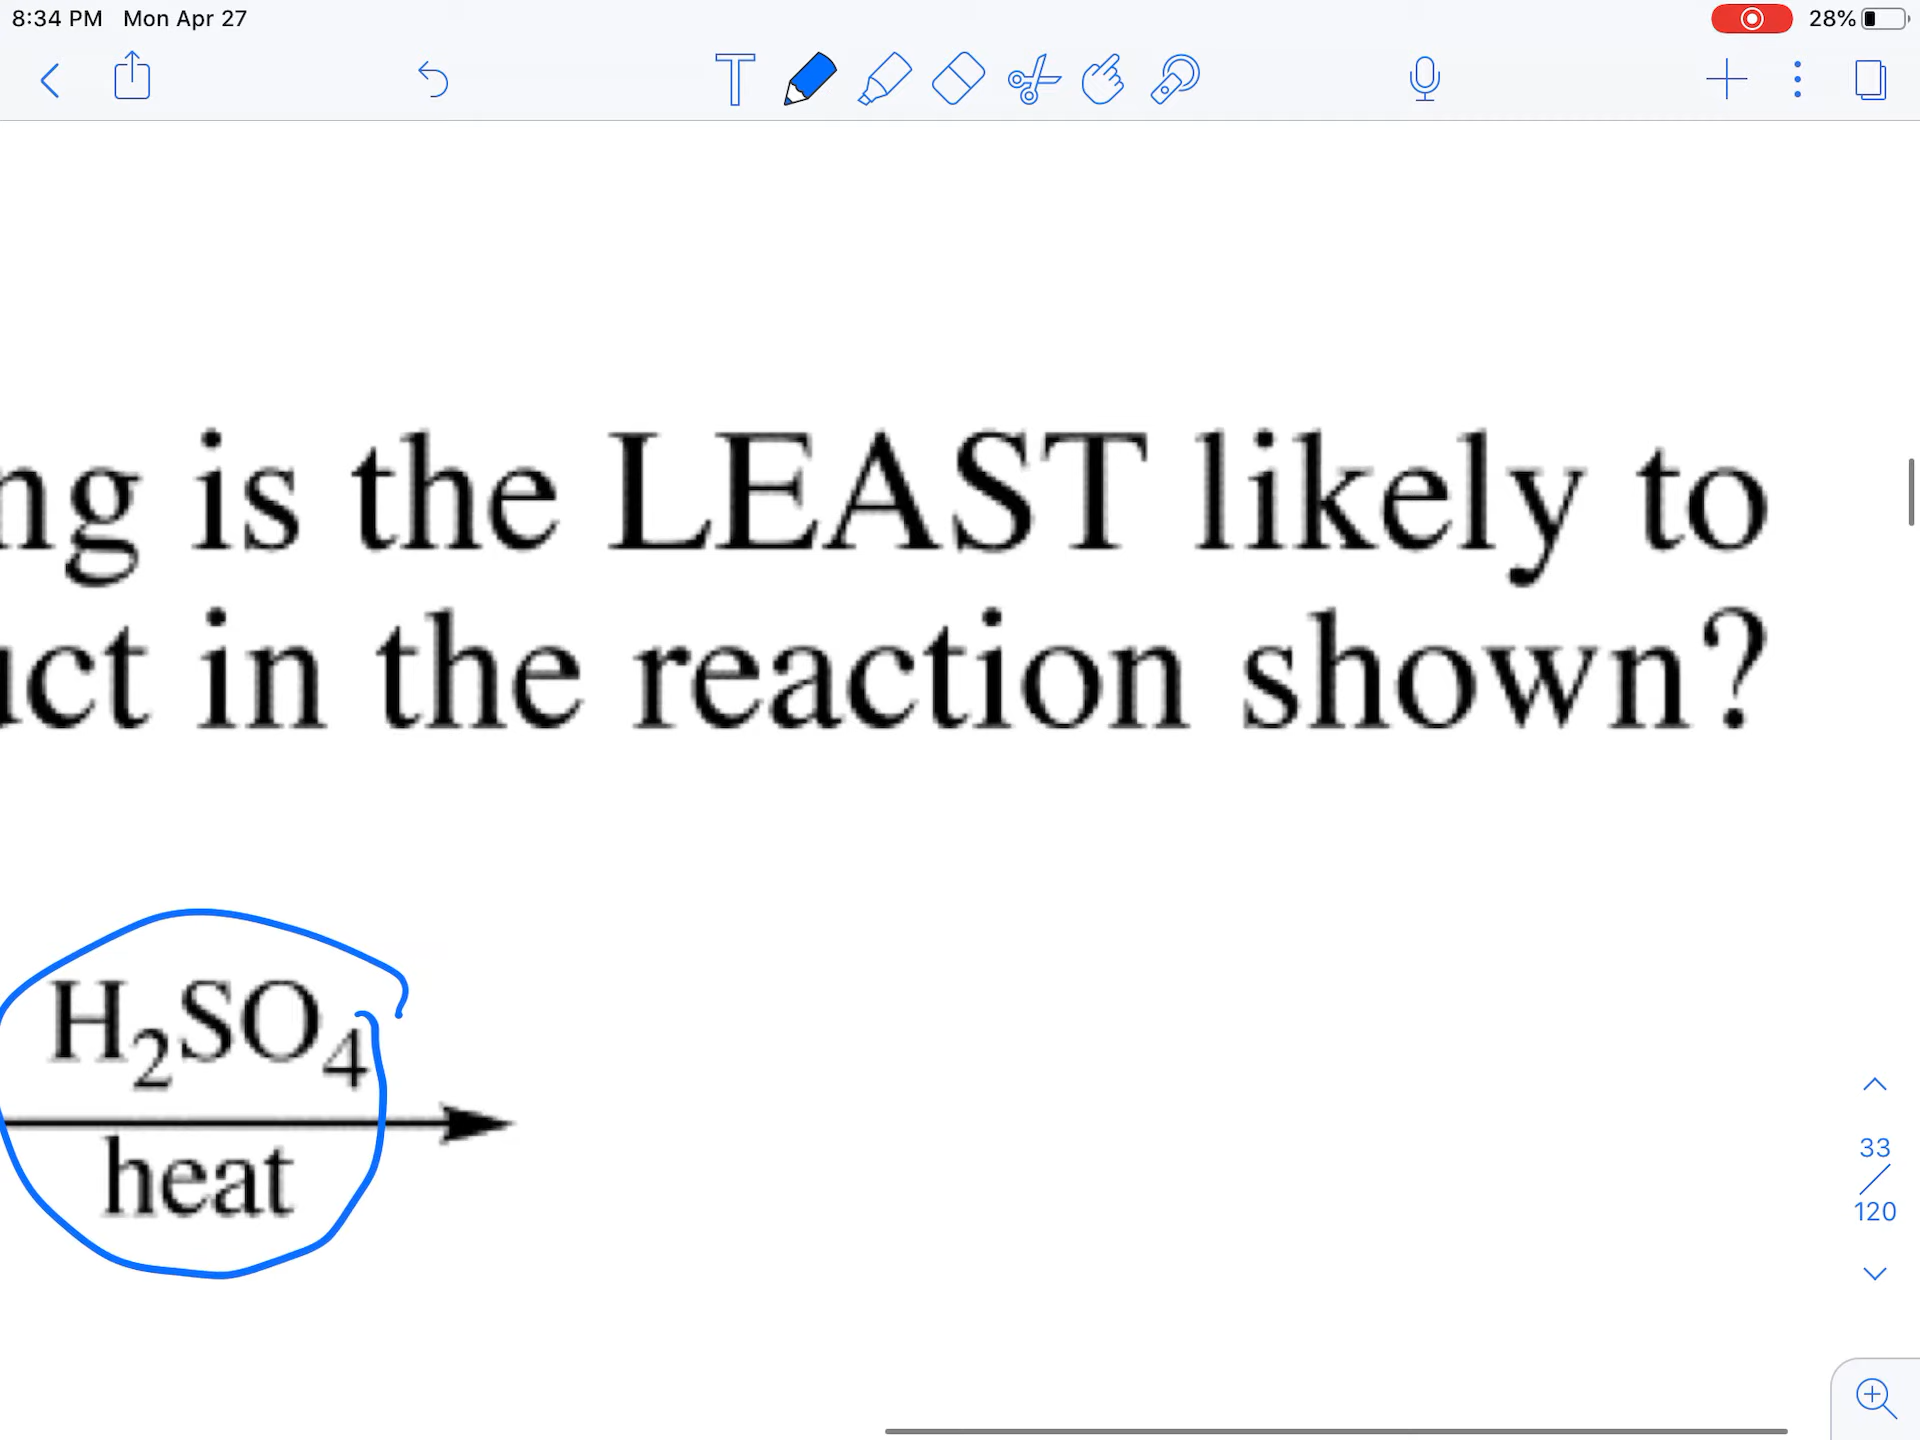 8:34 PM Mon Apr 27
28%
T
ng is the LEAST likely to
uct in the reaction shown?
H₂SO₄
heat
33
120